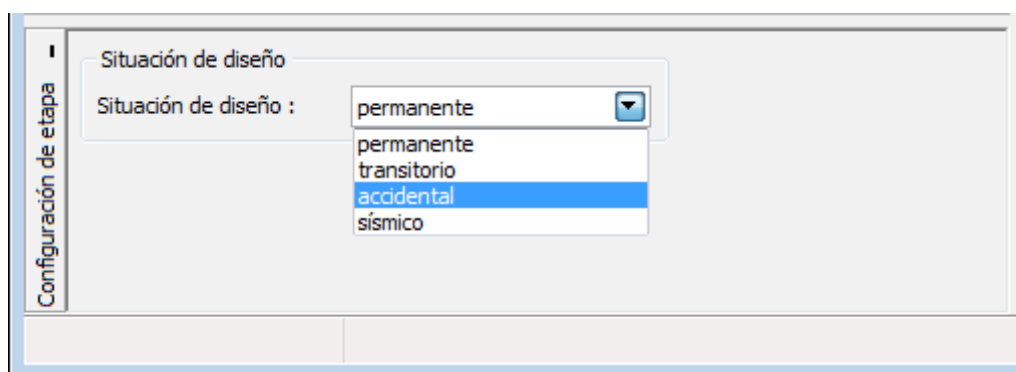 Configuración de etapa
Situación de diseño
Situación de diseño :
permanente
permanente
transitorio
accidental
sísmico